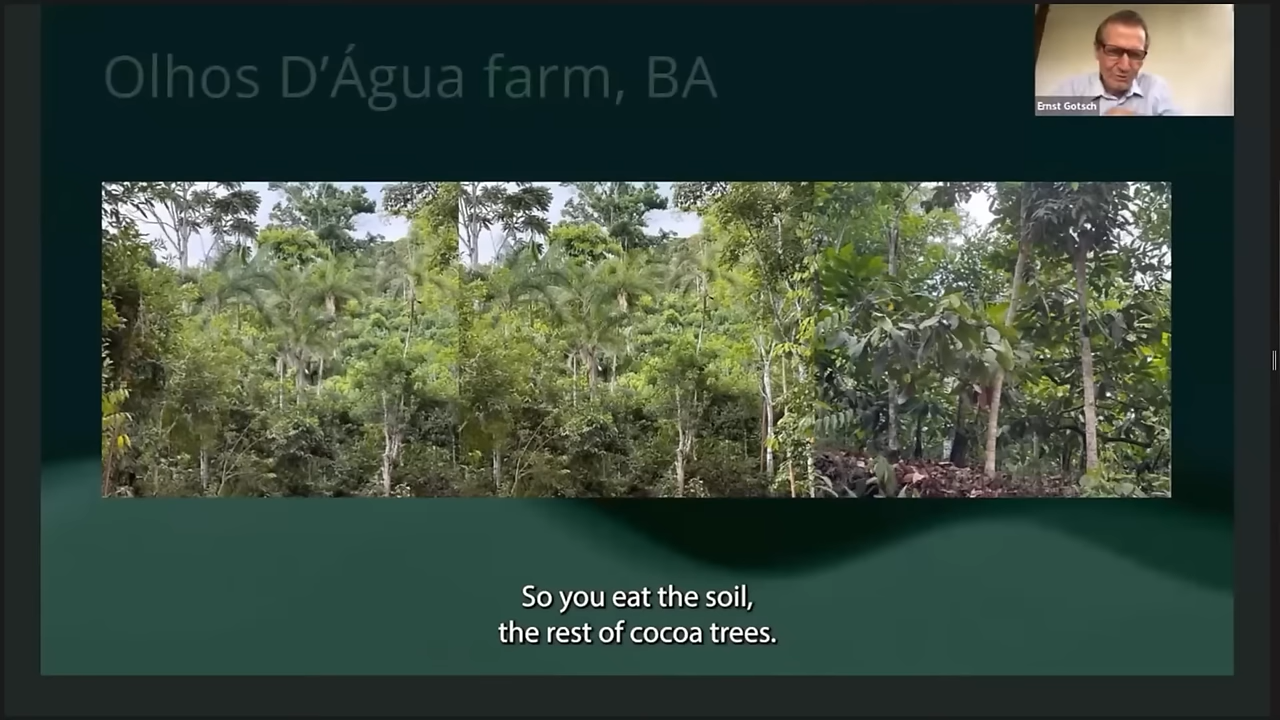 Olhos D'Água farm, BA
Ernst Gotsch
So you eat the soil,
the rest of cocoa trees.